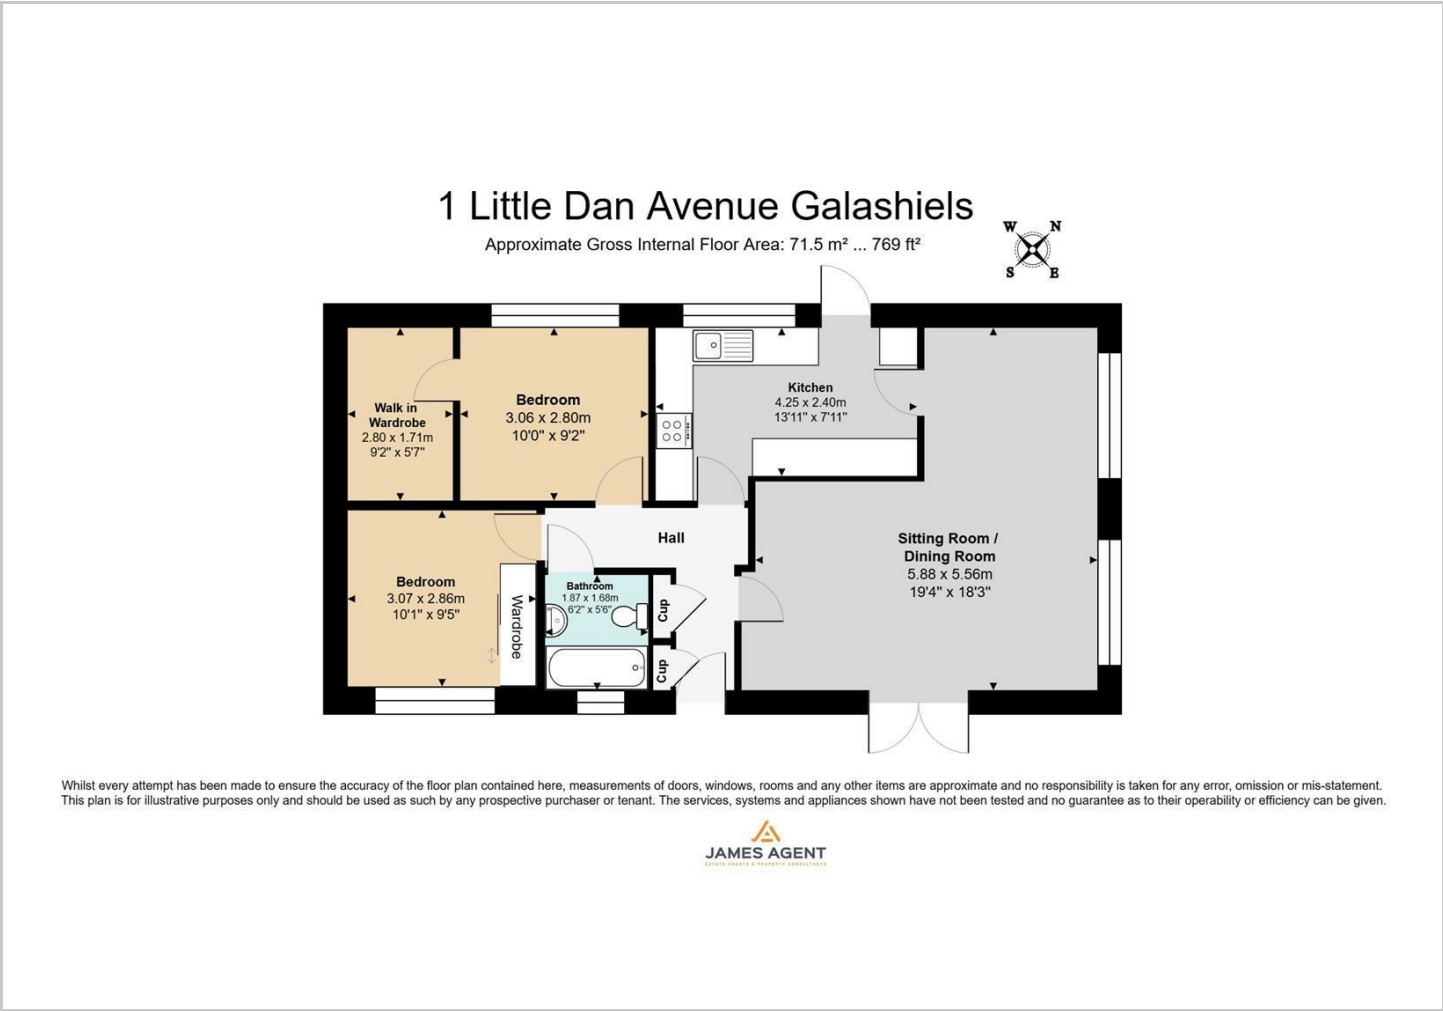 1 Little Dan Avenue Galashiels
Approximate Gross Internal Floor Area: 71.5 m² ... 769 ft²
W N
S E
Walk in
Wardrobe
2.80 x 1.71m
9'2" x 5'7"
Bedroom
3.06 x 2.80m
10'0" x 9'2"
Kitchen
4.25 x 2.40m
13'11" x 7'11"
Hall
Sitting Room /
Dining Room
5.88 x 5.56m
19'4" x 18'3"
Bedroom
3.07 x 2.86m
10'1" x 9'5"
Wardrobe
Bathroom
1.87 x 1.68m
6'2" x 5'6"
Cup
Cup
Whilst every attempt has been made to ensure the accuracy of the floor plan contained here, measurements of doors, windows, rooms and any other items are approximate and no responsibility is taken for any error, omission or mis-statement.
This plan is for illustrative purposes only and should be used as such by any prospective purchaser or tenant. The services, systems and appliances shown have not been tested and no guarantee as to their operability or efficiency can be given.
JAMES AGENT
ESTATE AGENTS & PROPERTY CONSULTANTS